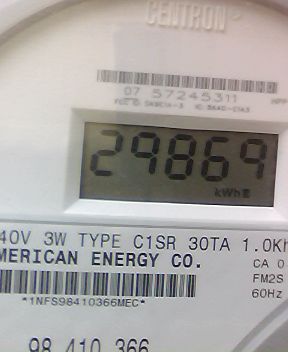 CENTRON
07 57245311
29869
kWh
40V 3W TYPE C1SR 30TA 1.0Kh
MERICAN ENERGY CO.
CA 0
FM2S
60Hz
*1NFS98410366MEC*
98 410 366